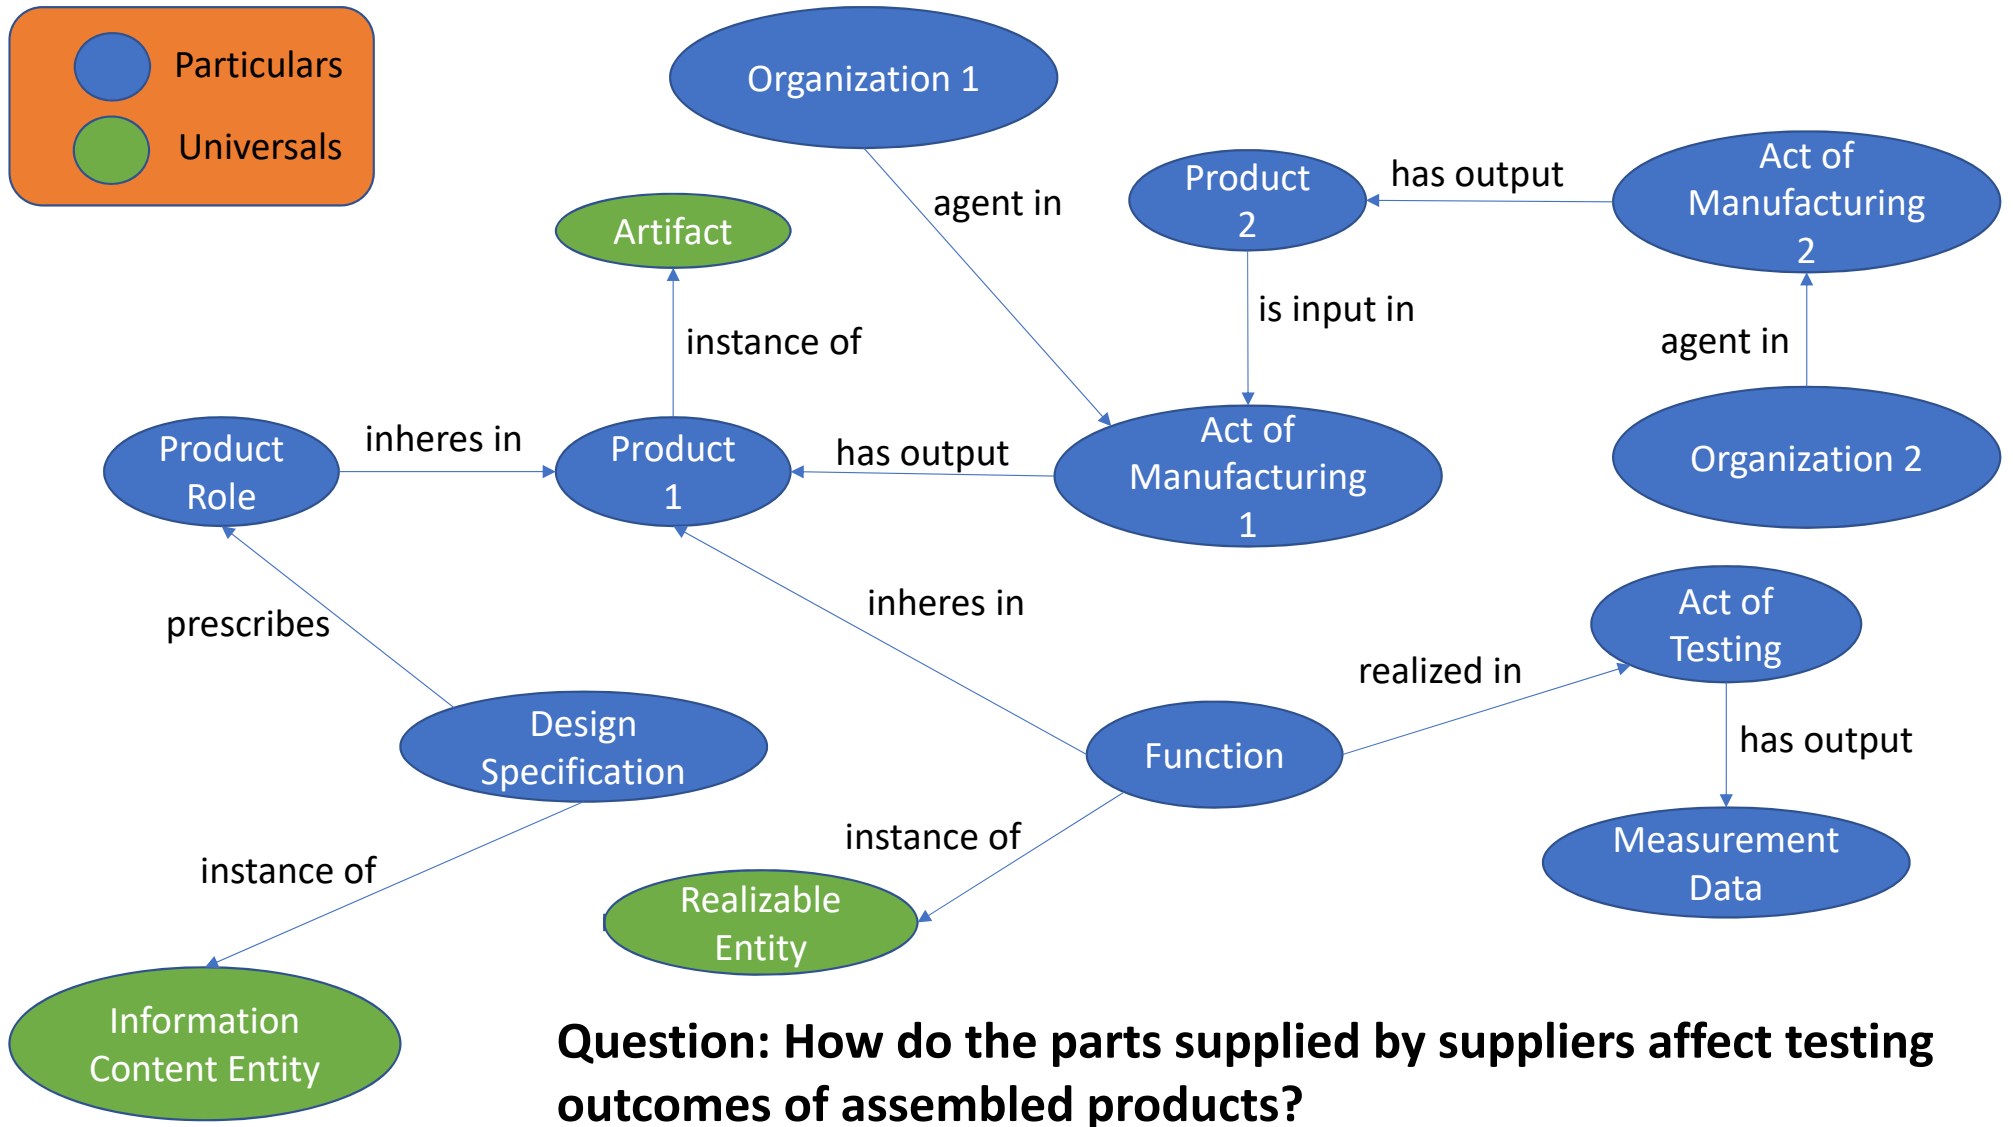 Particulars
Universals
Organization 1
Artifact
agent in
Product
2
has output
Act of
Manufacturing
2
instance of
is input in
agent in
Product
Role
inheres in
Product
1
has output
Act of
Manufacturing
1
Organization 2
prescribes
inheres in
Act of
Testing
realized in
Design
Specification
Function
has output
instance of
instance of
Measurement
Data
Realizable
Entity
Information
Content Entity
Question: How do the parts supplied by suppliers affect testing
outcomes of assembled products?